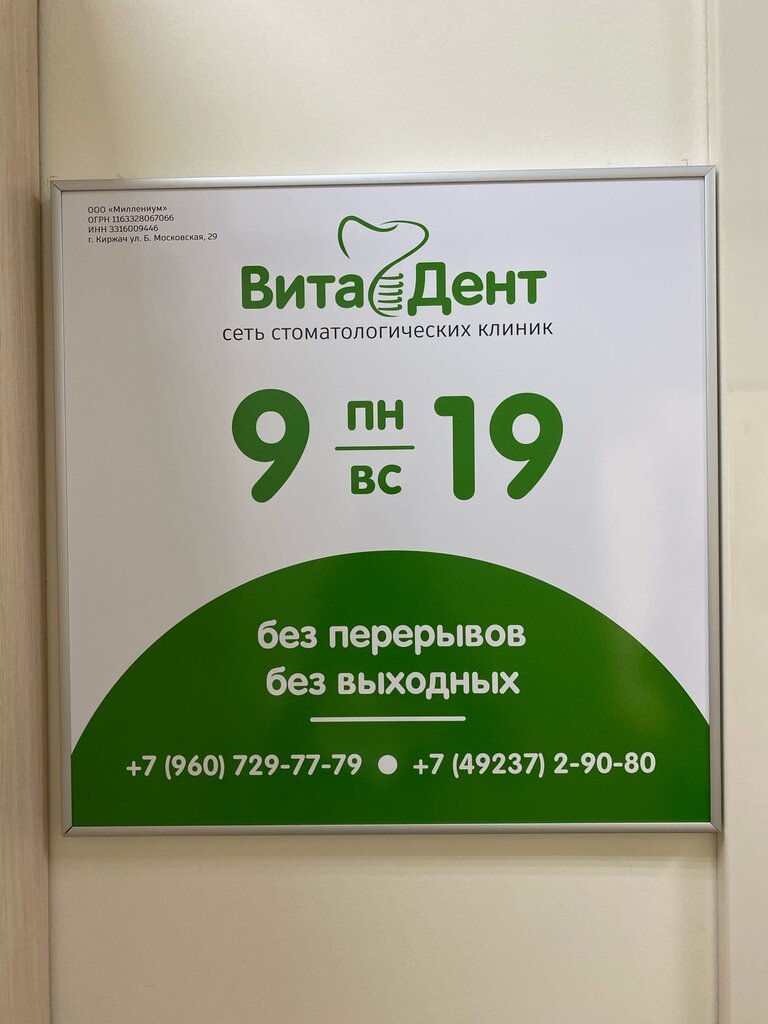 ООО «Миллениум»
ОГРН 1163328067066
ИНН 3316009446
г. Киржач ул. Б. Московская, 29
Вита Дент
сеть стоматологических клиник
9 пн 19
вс
без перерывов
без выходных
+7 (960) 729-77-79 ● +7 (49237) 2-90-80